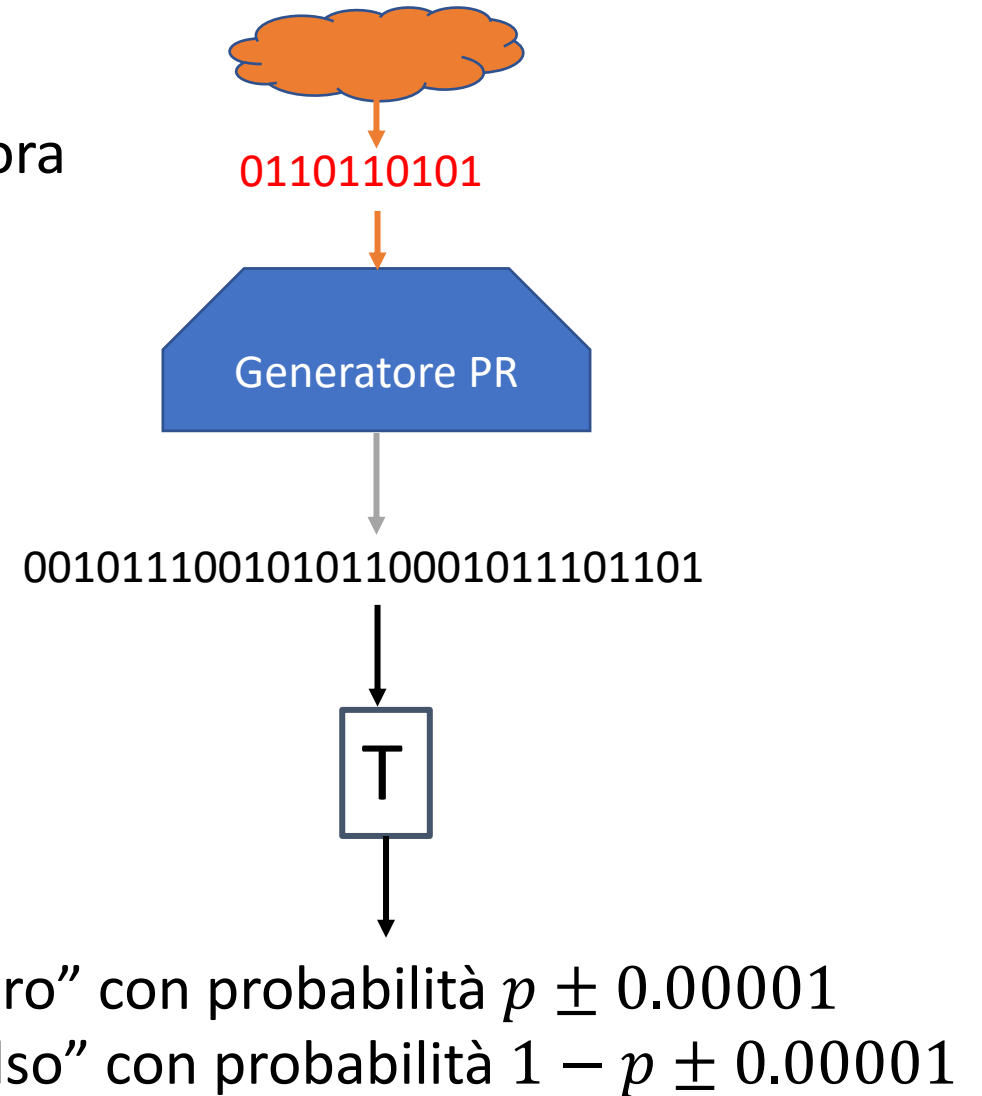 ora
0110110101
Generatore PR
0010111001010110001011101101
T
ro” con probabilità 𝑝 ± 0.00001
lso” con probabilità 1 − 𝑝 ± 0.00001